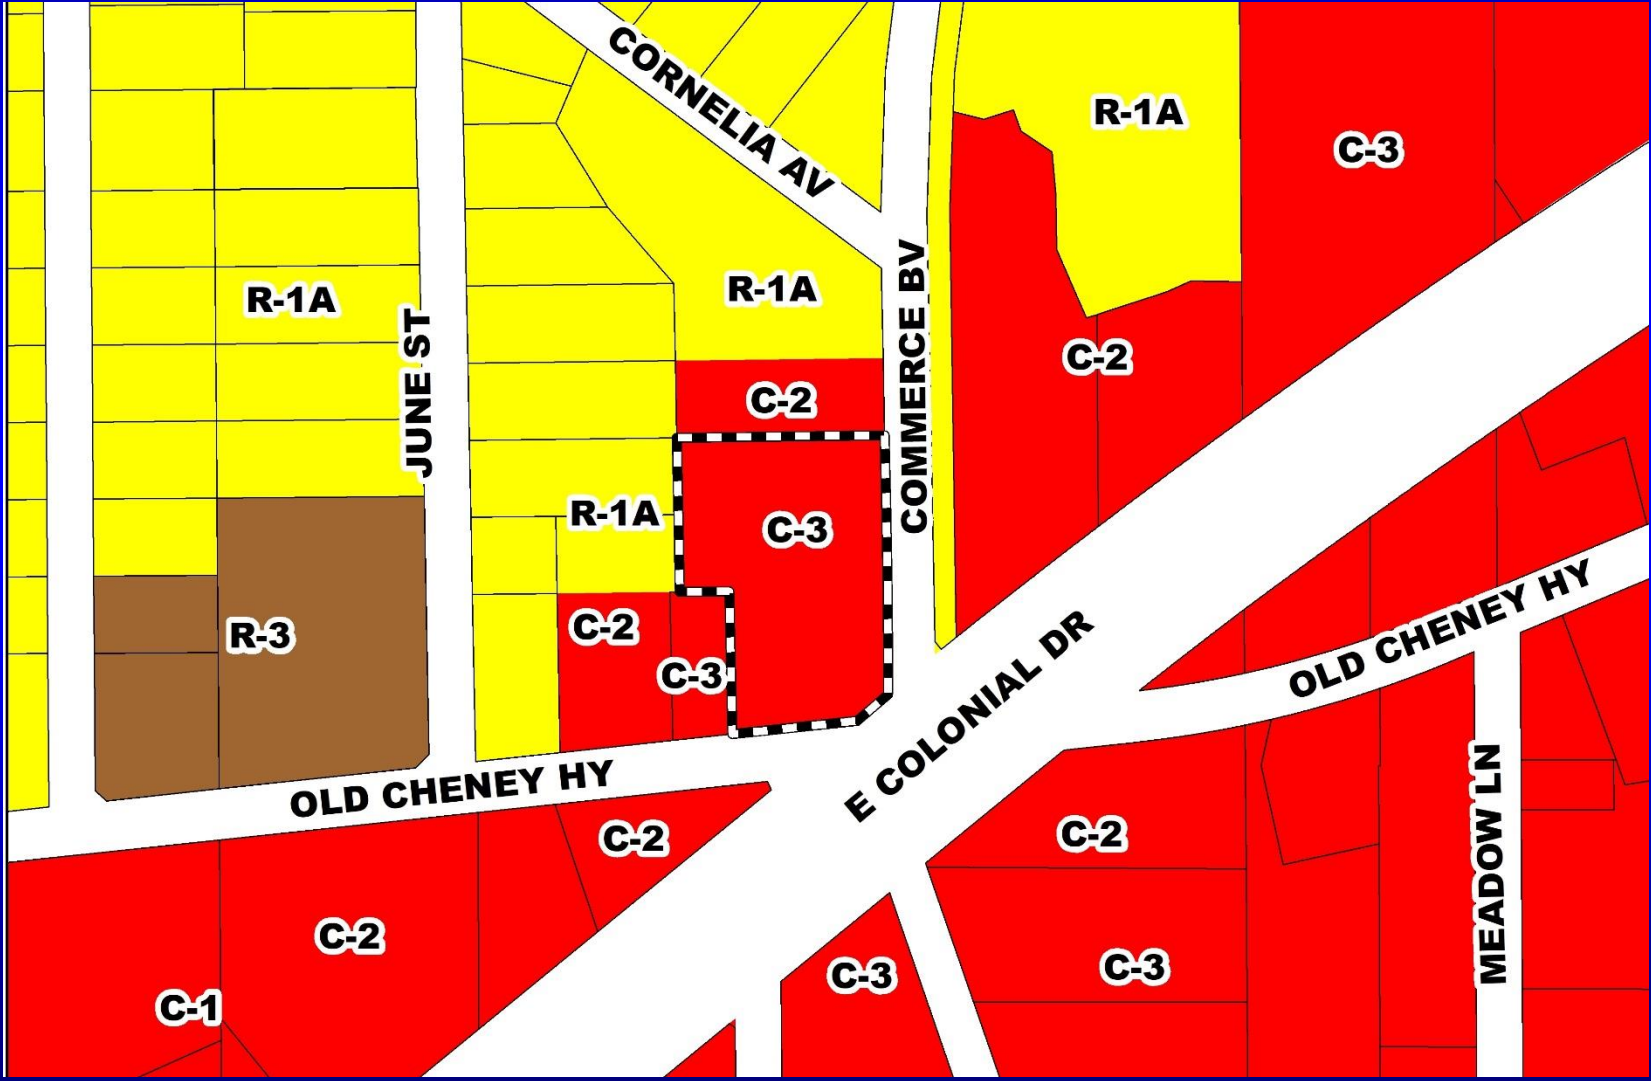 CORNELIA AV
R-1A
C-3
R-1A
R-1A
JUNE ST
COMMERCE BV
C-2
C-2
R-1A
C-3
C-2
R-3
C-3
E COLONIAL DR
OLD CHENEY HY
OLD CHENEY HY
C-2
C-2
MEADOW LN
C-2
C-3
C-3
C-1